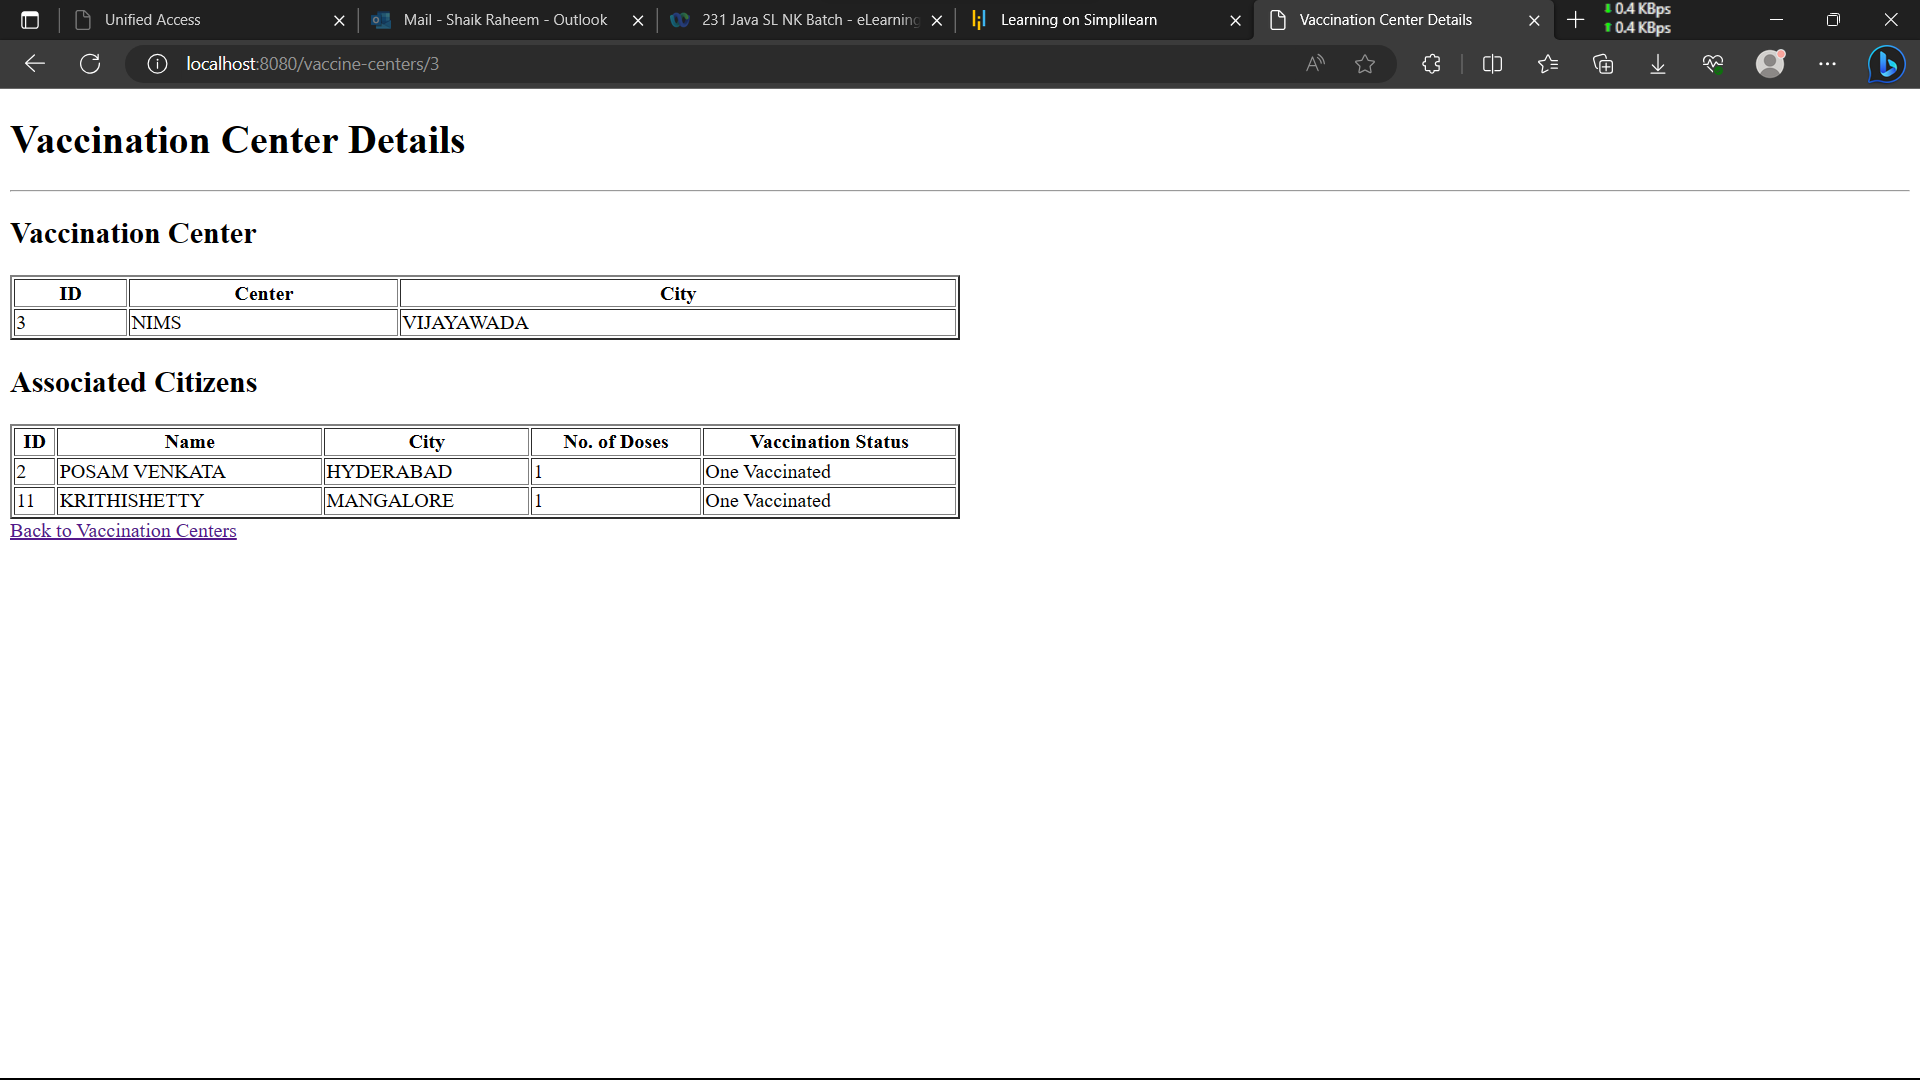 Unified Access
Mail - Shaik Raheem - Outlook
231 Java SL NK Batch - eLearning
Learning on Simplilearn
Vaccination Center Details
0.4 KBps
0.4 KBps
localhost:8080/vaccine-centers/3
Vaccination Center Details
Vaccination Center
ID Center City
3 NIMS VIJAYAWADA
Associated Citizens
ID Name City No. of Doses Vaccination Status
2 POSAM VENKATA HYDERABAD 1 One Vaccinated
11 KRITHISHETTY MANGALORE 1 One Vaccinated
Back to Vaccination Centers